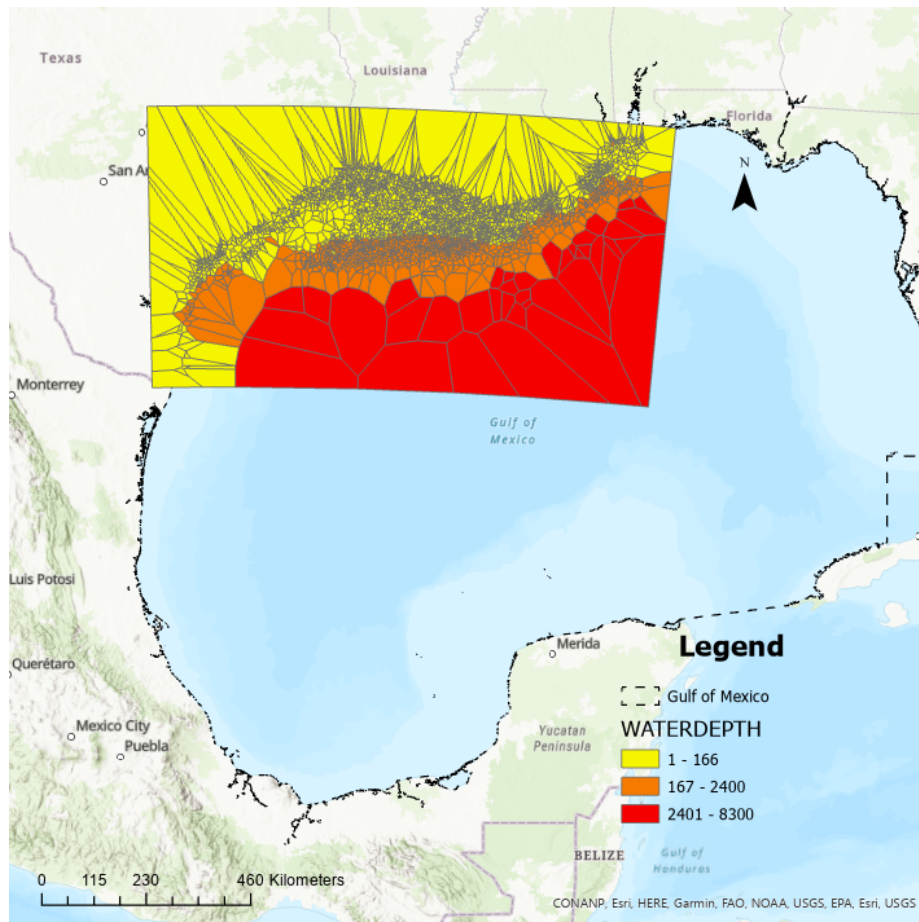 Texas
Louisiana
Florida
San An
N
Monterrey
Gulf of
Mexico
Luis Potosi
Merida
Legend
Querétaro
Gulf of Mexico
Mexico City
WATERDEPTH
Puebla
Yucatan
Peninsula
1 - 166
167 - 2400
2401 - 8300
BELIZE
Gulf of
Honduras
0 115 230 460 Kilometers
CONANP, Esri, HERE, Garmin, FAO, NOAA, USGS, EPA, Esri, USGS